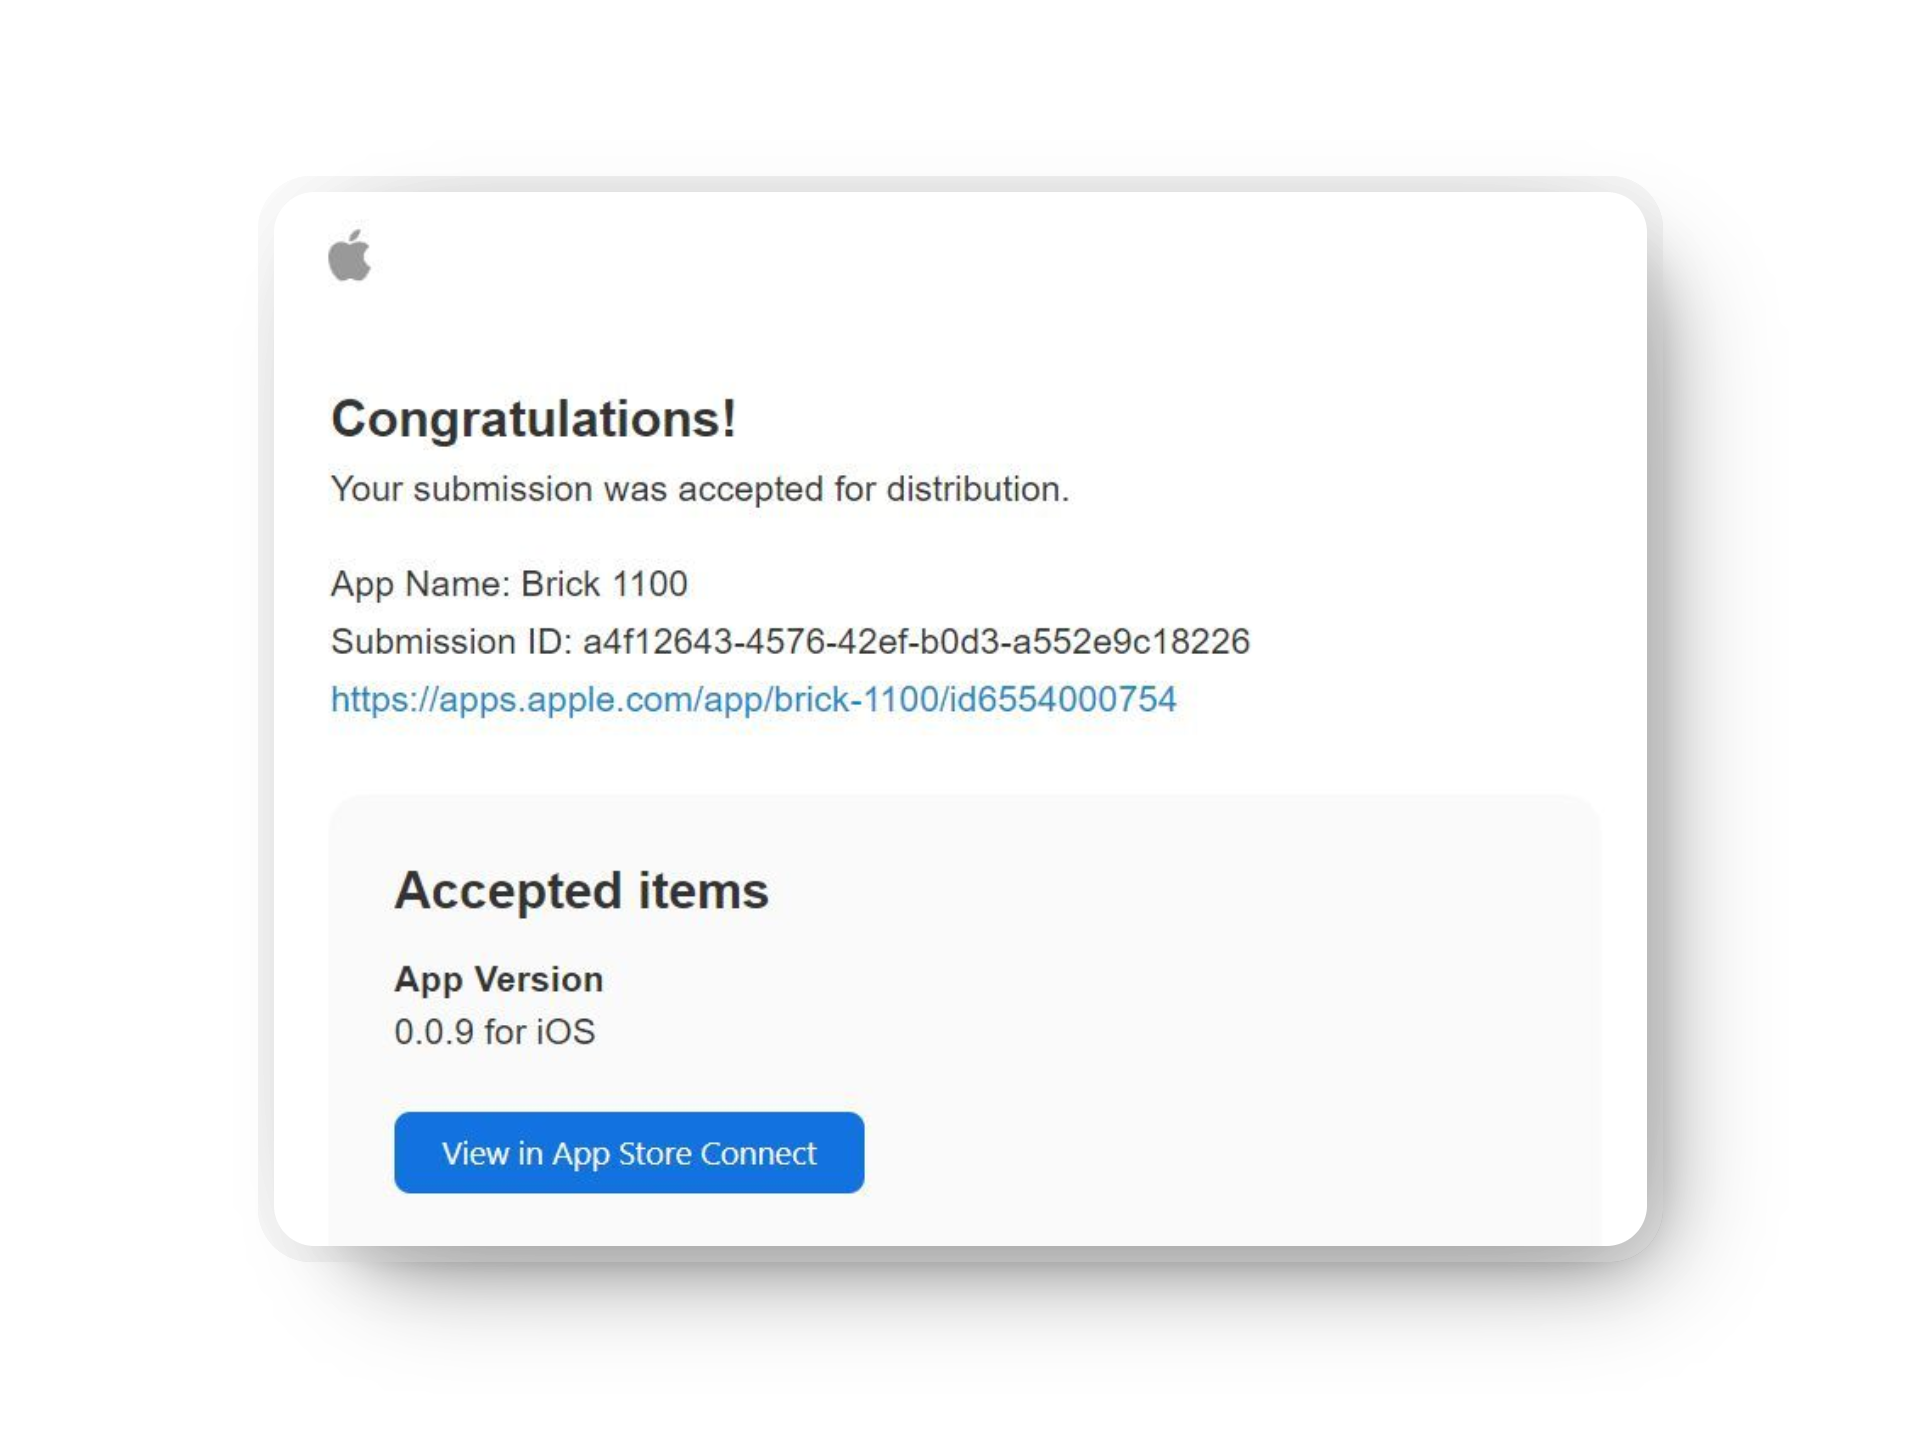 Congratulations!
Your submission was accepted for distribution.
App Name: Brick 1100
Submission ID: a4f12643-4576-42ef-b0d3-a552e9c18226
https://apps.apple.com/app/brick-1100/id6554000754
Accepted items
App Version
0.0.9 for iOS
View in App Store Connect